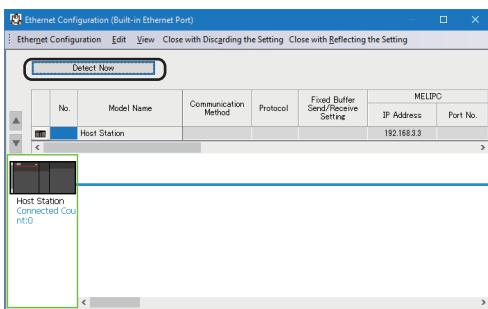 Ethernet Configuration (Built-in Ethernet Port)
Ethernet Configuration Edit View Close with Discarding the Setting Close with Reflecting the Setting
Detect Now
No. Model Name Communication Method Protocol Fixed Buffer Send/Receive Setting MELIPC IP Address Port No.
Host Station 192.168.3.3
Host Station
Connected Cou
nt:0